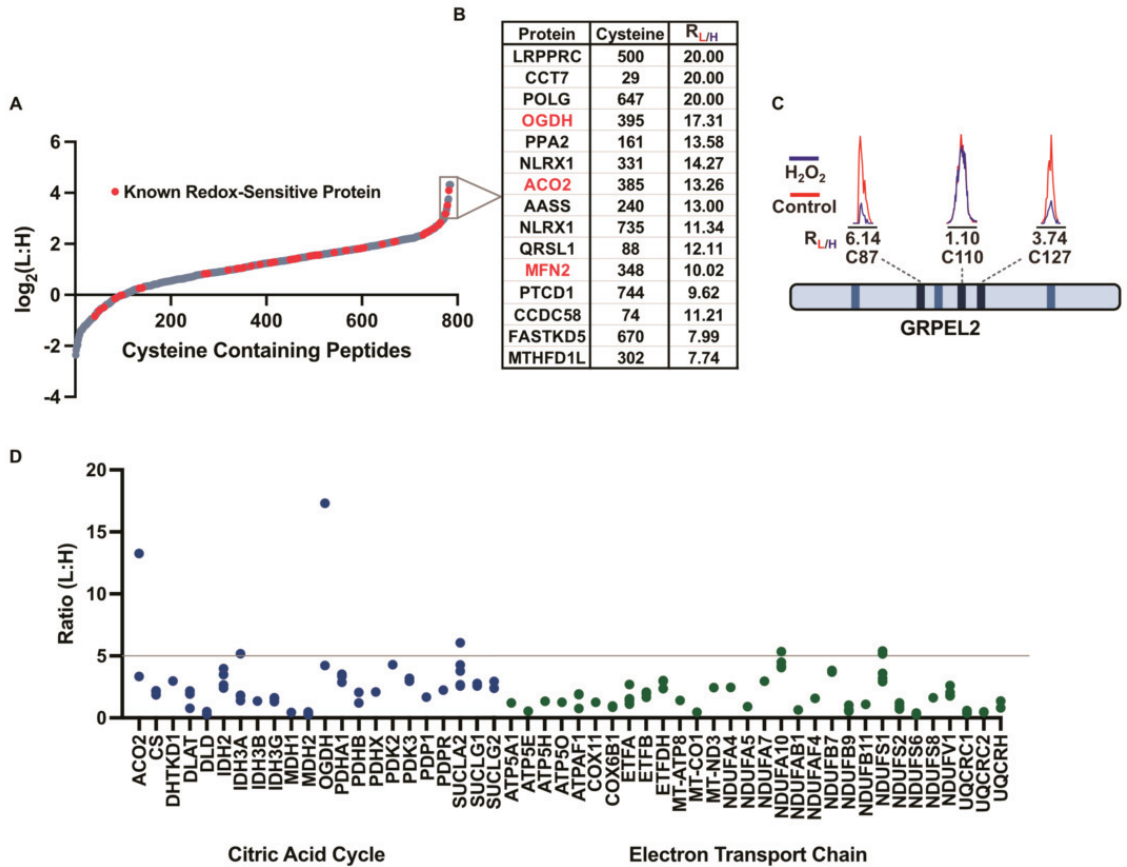 A
6
4
2
0
-2
-4
log2(L:H)
Known Redox-Sensitive Protein
200
400
600
800
Cysteine Containing Peptides
B
Protein Cysteine RL/H
LRPPRC 500 20.00
CCT7 29 20.00
POLG 647 20.00
OGDH 395 17.31
PPA2 161 13.58
NLRX1 331 14.27
ACO2 385 13.26
AASS 240 13.00
NLRX1 735 11.34
QRSL1 88 12.11
MFN2 348 10.02
PTCD1 744 9.62
CCDC58 74 11.21
FASTKD5 670 7.99
MTHFD1L 302 7.74
C
H2O2
Control
RL/H 6.14 1.10 3.74
C87 C110 C127
GRPEL2
D
20
15
10
5
0
Ratio (L:H)
ACO2
CS
DHTKD1
DLAT
DLD
IDH2
IDH3A
IDH3B
IDH3G
MDH1
MDH2
OGDH
PDHA1
PDHB
PDHX
PDK2
PDK3
PDP1
PDPR
SUCLA2
SUCLG1
SUCLG2
ATP5A1
ATP5E
ATP5H
ATP5O
ATPAF1
COX11
COX6B1
ETFA
ETFB
ETFDH
MT-ATP8
MT-CO1
MT-ND3
NDUFA4
NDUFA5
NDUFA7
NDUFA10
NDUFAB1
NDUFAF4
NDUFB7
NDUFB9
NDUFB11
NDUFS1
NDUFS2
NDUFS6
NDUFS8
NDUFV1
UQCRC1
UQCRC2
UQCRH
Citric Acid Cycle
Electron Transport Chain